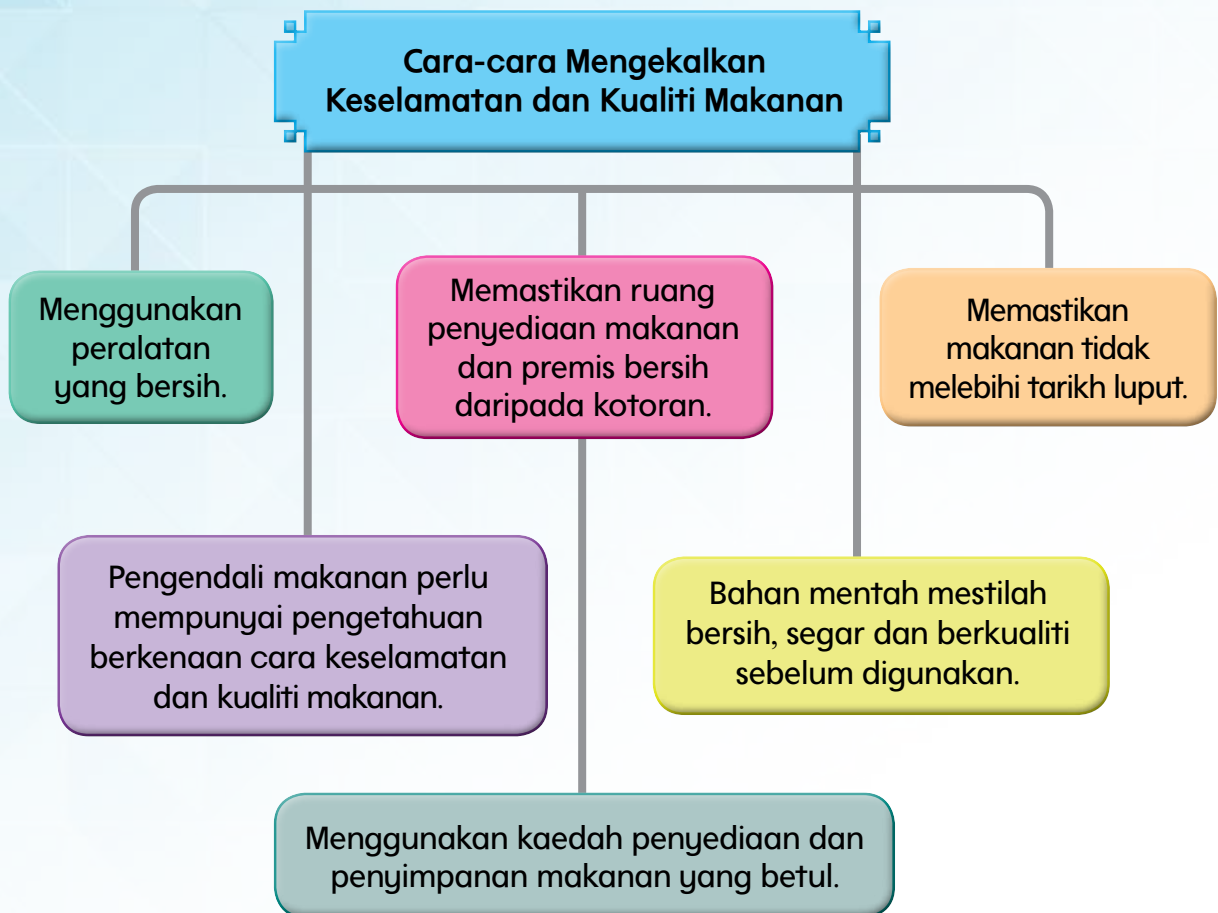 Cara-cara Mengekalkan
Keselamatan dan Kualiti Makanan
Menggunakan
peralatan
yang bersih.
Memastikan ruang
penyediaan makanan
dan premis bersih
daripada kotoran.
Memastikan
makanan tidak
melebihi tarikh luput.
Pengendali makanan perlu
mempunyai pengetahuan
berkenaan cara keselamatan
dan kualiti makanan.
Bahan mentah mestilah
bersih, segar dan berkualiti
sebelum digunakan.
Menggunakan kaedah penyediaan dan
penyimpanan makanan yang betul.